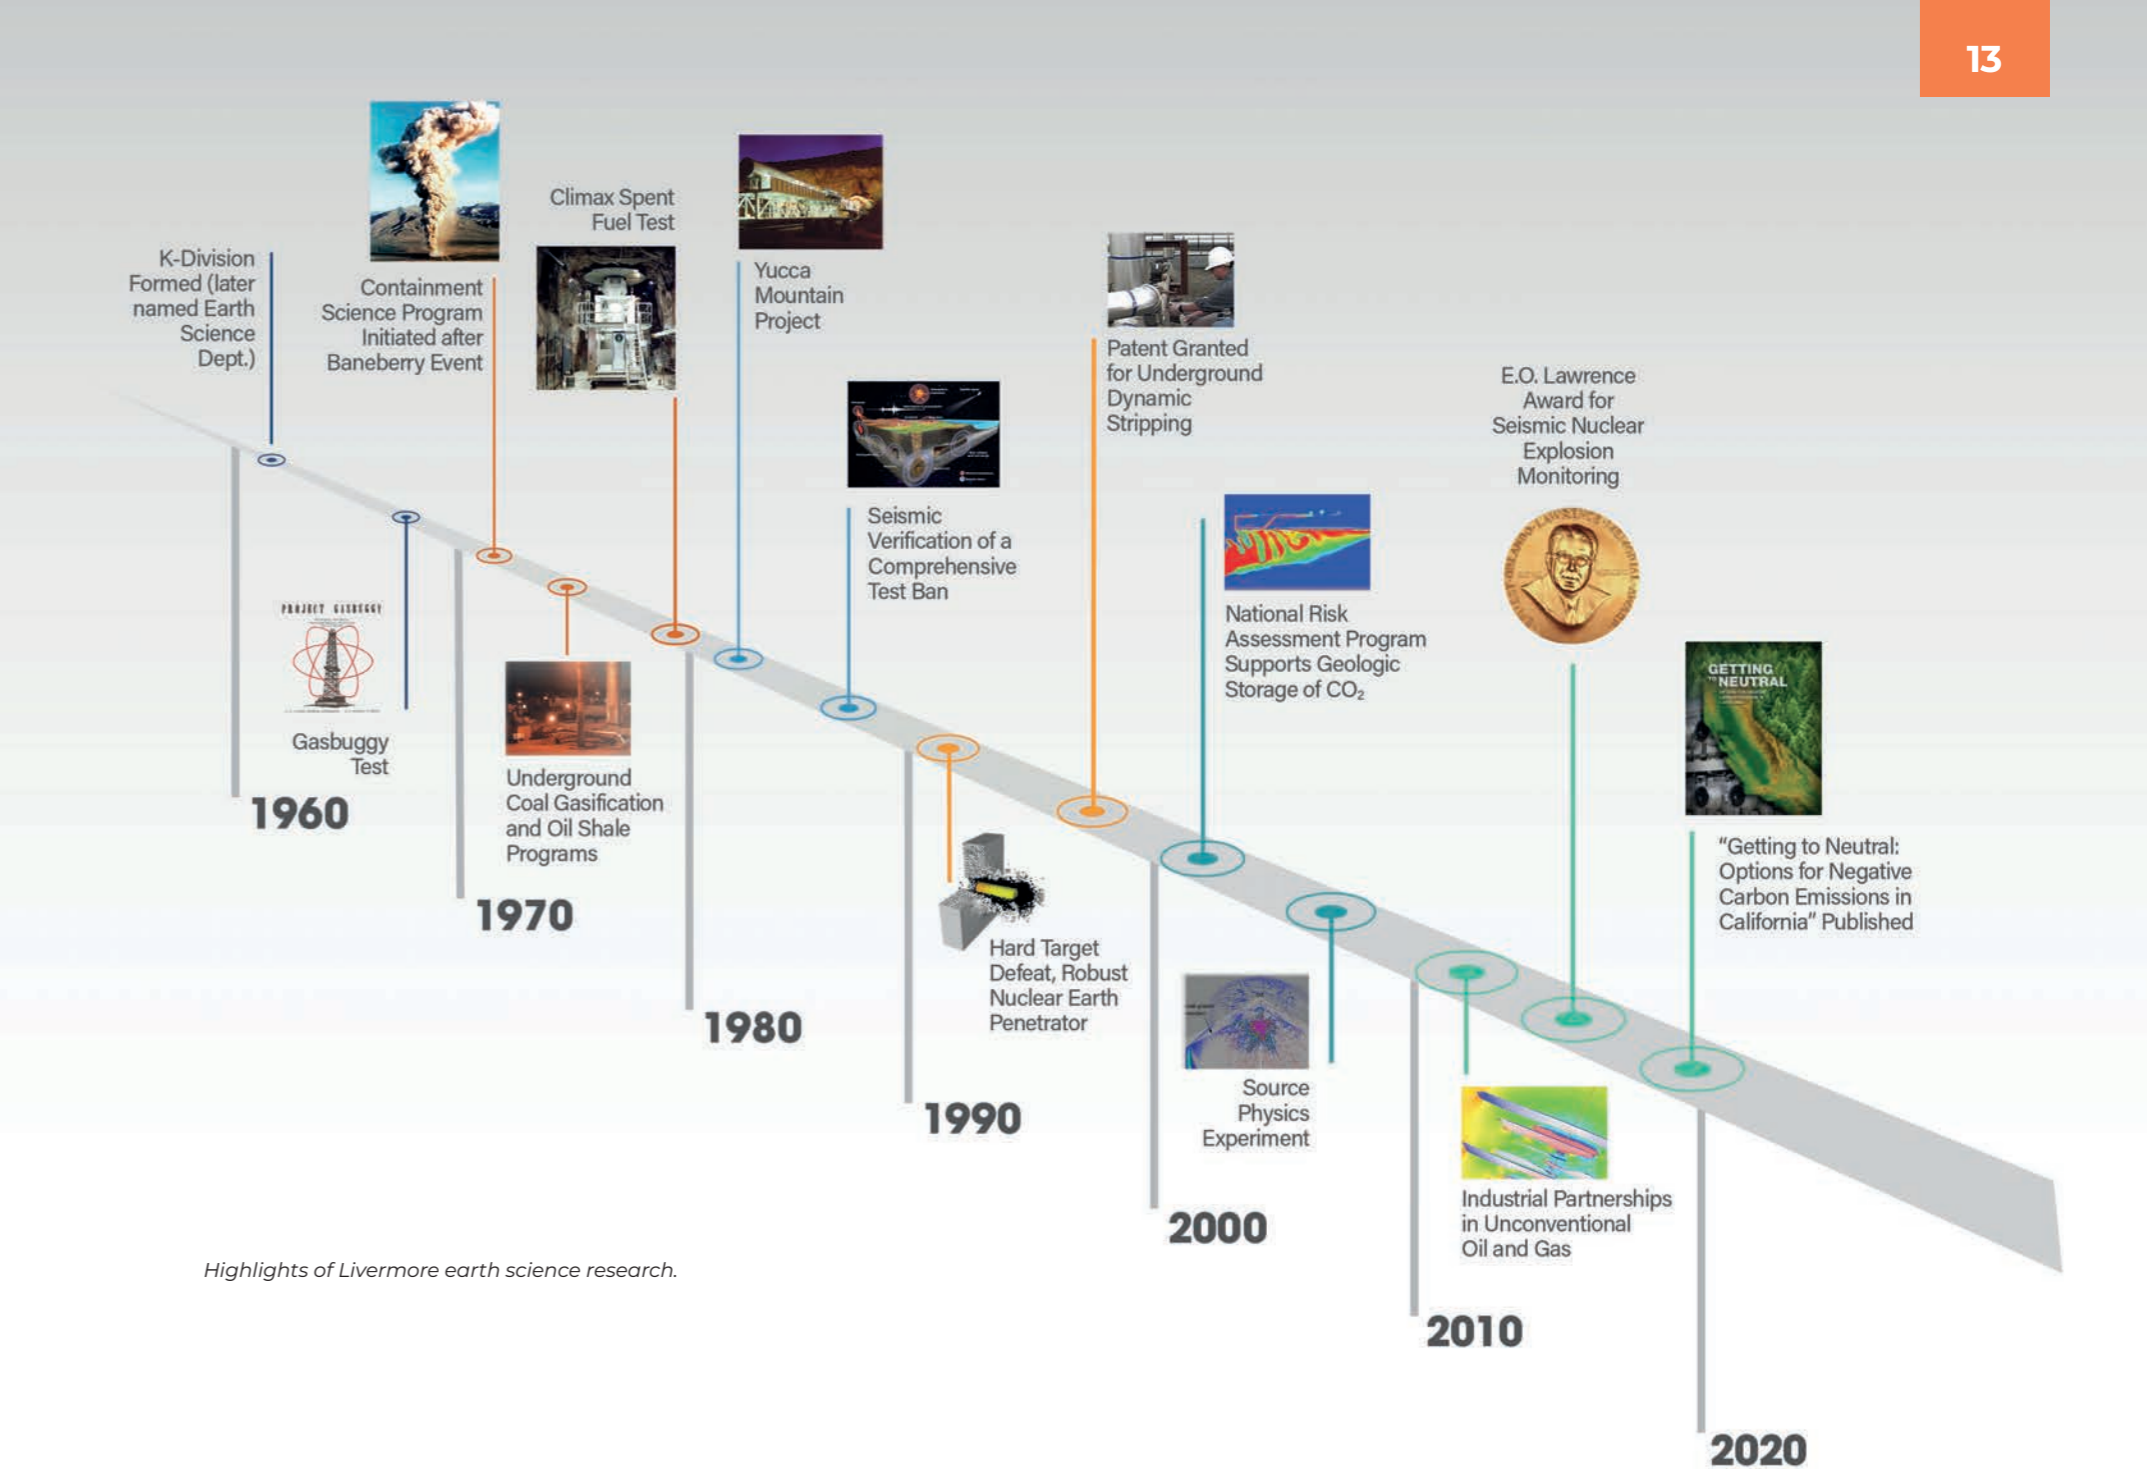 13
K-Division
Formed (later
named Earth
Science
Dept.)
Containment
Science Program
Initiated after
Baneberry Event
Climax Spent
Fuel Test
Yucca
Mountain
Project
Seismic
Verification of a
Comprehensive
Test Ban
Patent Granted
for Underground
Dynamic
Stripping
National Risk
Assessment Program
Supports Geologic
Storage of CO₂
E.O. Lawrence
Award for
Seismic Nuclear
Explosion
Monitoring
GETTING
TO NEUTRAL
"Getting to Neutral:
Options for Negative
Carbon Emissions in
California" Published
PROJECT GASBUGGY
Gasbuggy
Test
Underground
Coal Gasification
and Oil Shale
Programs
Hard Target
Defeat, Robust
Nuclear Earth
Penetrator
Source
Physics
Experiment
Industrial Partnerships
in Unconventional
Oil and Gas
1960
1970
1980
1990
2000
2010
2020
Highlights of Livermore earth science research.